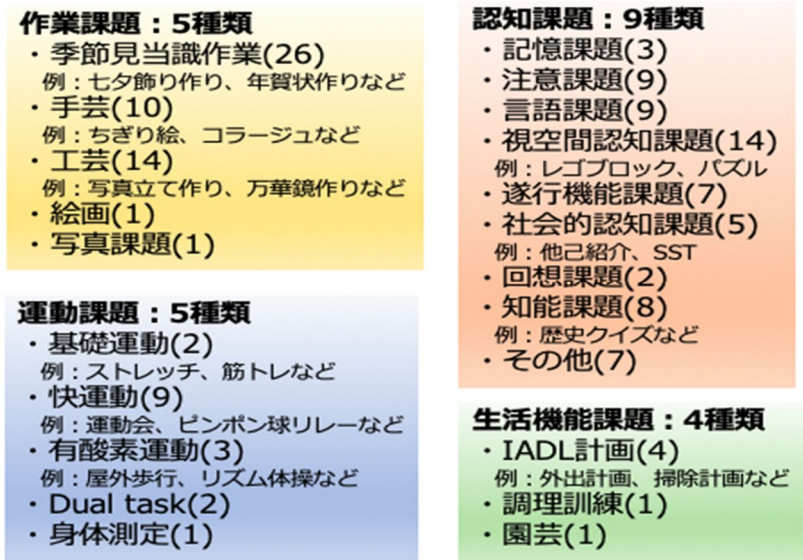 作業課題：5種類
・季節見当識作業(26)
例：七夕飾り作り、年賀状作りなど
・手芸(10)
例：ちぎり絵、コラージュなど
・工芸(14)
例：写真立て作り、万華鏡作りなど
・絵画(1)
・写真課題(1)
運動課題：5種類
・基礎運動(2)
例：ストレッチ、筋トレなど
・快運動(9)
例：運動会、ピンポン球リレーなど
・有酸素運動(3)
例：屋外歩行、リズム体操など
・Dual task(2)
・身体測定(1)
認知課題：9種類
・記憶課題(3)
・注意課題(9)
・言語課題(9)
・視空間認知課題(14)
例：レゴブロック、パズル
・遂行機能課題(7)
・社会的認知課題(5)
例：他己紹介、SST
・回想課題(2)
・知能課題(8)
例：歴史クイズなど
・その他(7)
生活機能課題：4種類
・IADL計画(4)
例：外出計画、掃除計画など
・調理訓練(1)
・園芸(1)